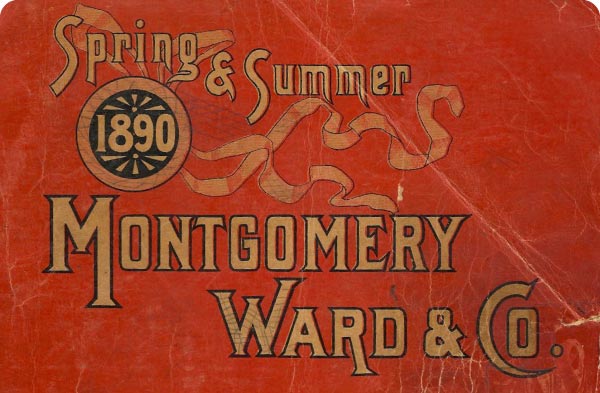 Spring & Summer
1890
MONTGOMERY
WARD & CO.